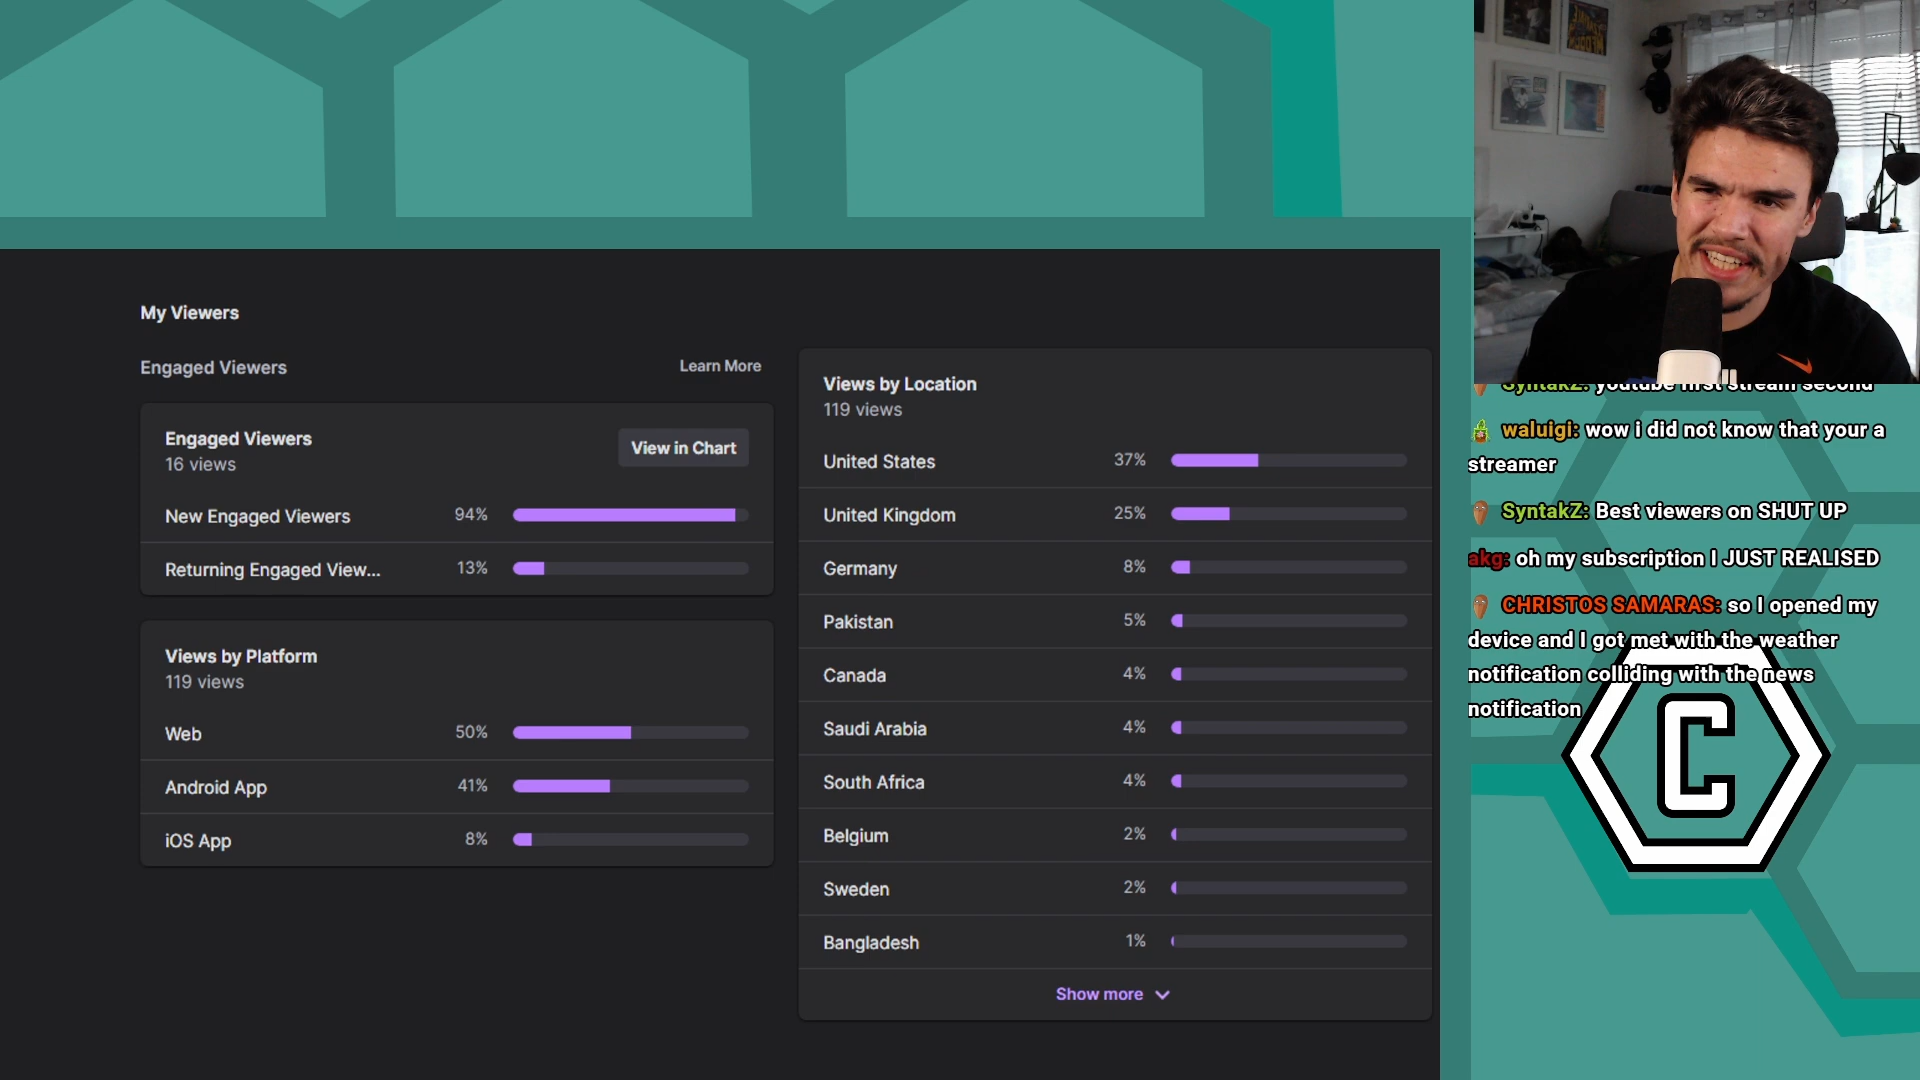 My Viewers
Engaged Viewers
Learn More
Engaged Viewers
16 views
View in Chart
New Engaged Viewers 94%
Returning Engaged View... 13%
Views by Platform
119 views
Web 50%
Android App 41%
iOS App 8%
Views by Location
119 views
United States 37%
United Kingdom 25%
Germany 8%
Pakistan 5%
Canada 4%
Saudi Arabia 4%
South Africa 4%
Belgium 2%
Sweden 2%
Bangladesh 1%
Show more
SyntakZ: youtube first stream second
waluigi: wow i did not know that your a
streamer
SyntakZ: Best viewers on SHUT UP
akg: oh my subscription I JUST REALISED
CHRISTOS SAMARAS: so I opened my
device and I got met with the weather
notification colliding with the news
notification
C